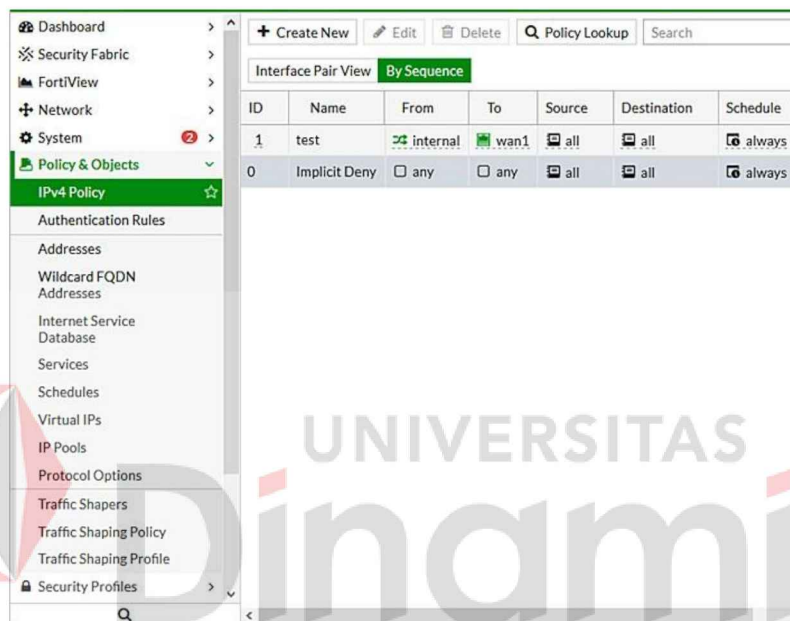 Dashboard
Security Fabric
FortiView
Network
System 2
Policy & Objects
IPv4 Policy
Authentication Rules
Addresses
Wildcard FQDN
Addresses
Internet Service
Database
Services
Schedules
Virtual IPs
IP Pools
Protocol Options
Traffic Shapers
Traffic Shaping Policy
Traffic Shaping Profile
Security Profiles
+ Create New Edit Delete Policy Lookup Search
Interface Pair View By Sequence
ID Name From To Source Destination Schedule
1 test internal wan1 all all always
0 Implicit Deny any any all all always
UNIVERSITAS
Dinami